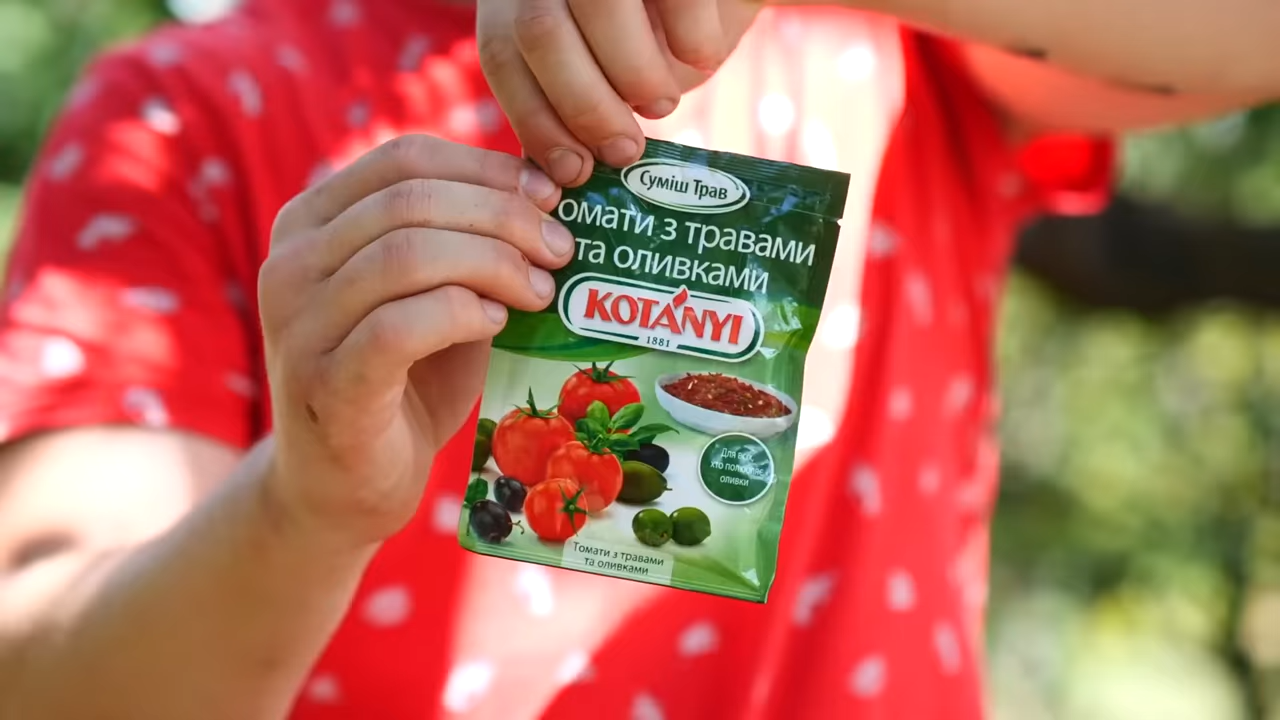 Суміш Трав
омати з травами
та оливками
KOTÁNYI
1881
Для всіх,
хто полюбляє
оливки
Томати з травами
та оливками